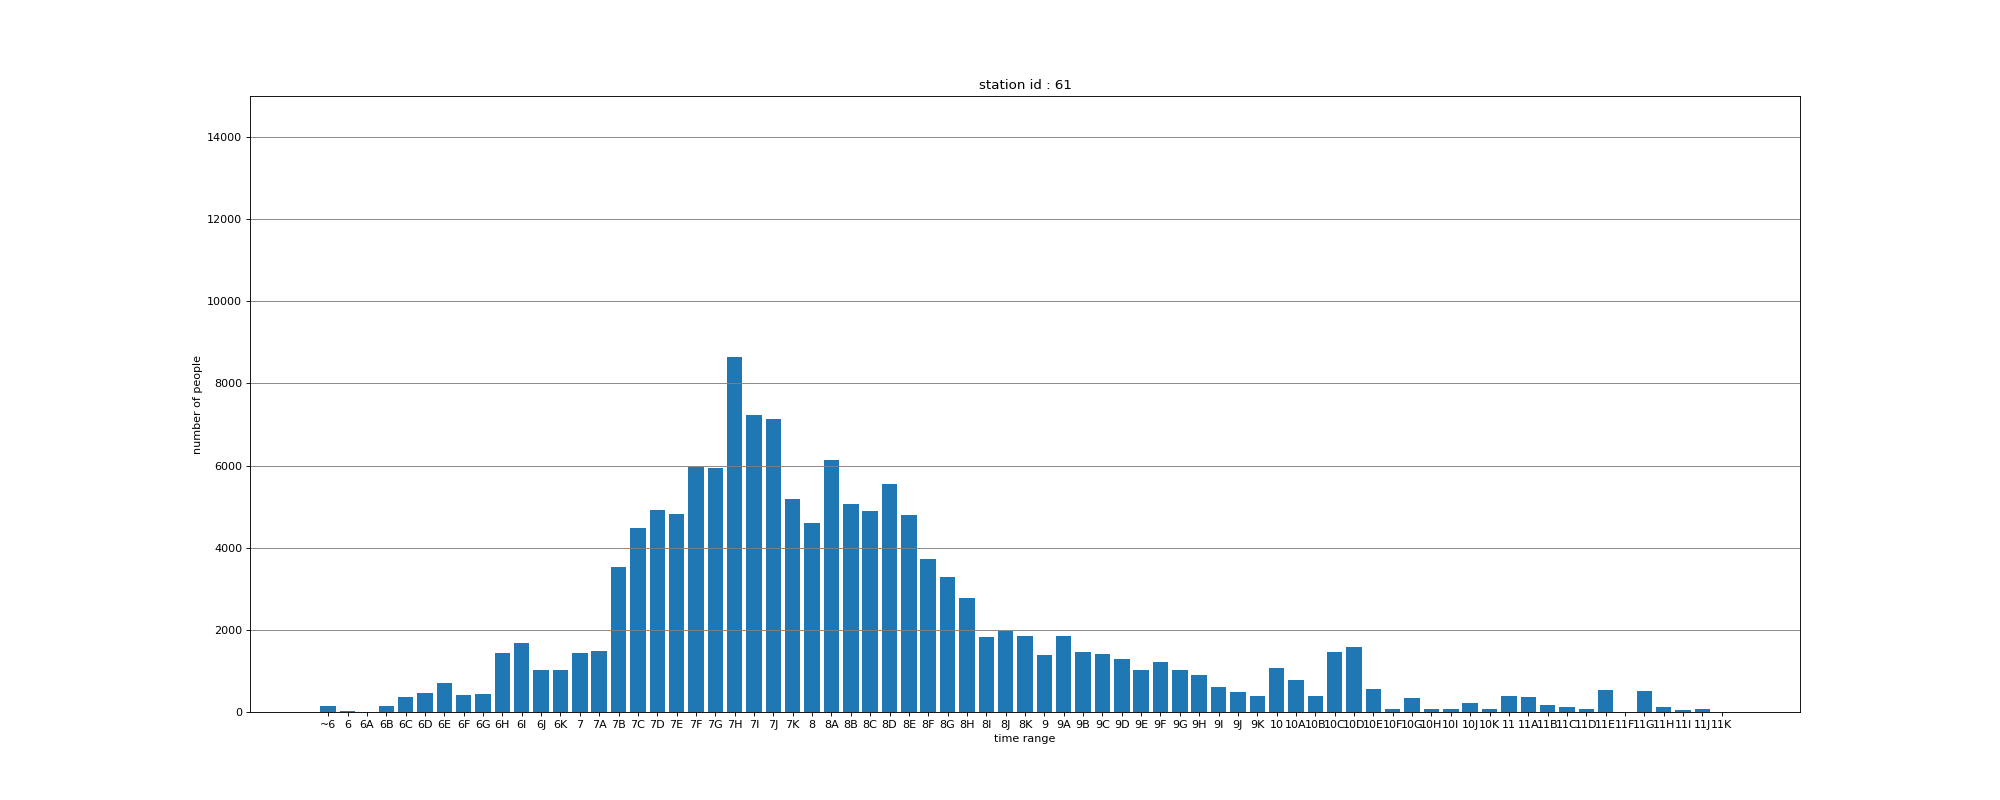 station id : 61
14000
12000
10000
8000
6000
4000
2000
0
number of people
~6 6 6A 6B 6C 6D 6E 6F 6G 6H 6I 6J 6K 7 7A 7B 7C 7D 7E 7F 7G 7H 7I 7J 7K 8 8A 8B 8C 8D 8E 8F 8G 8H 8I 8J 8K 9 9A 9B 9C 9D 9E 9F 9G 9H 9I 9J 9K 10 10A 10B 10C 10D 10E 10F 10G 10H 10I 10J 10K 11 11A 11B 11C 11D 11E 11F 11G 11H 11I 11J 11K
time range